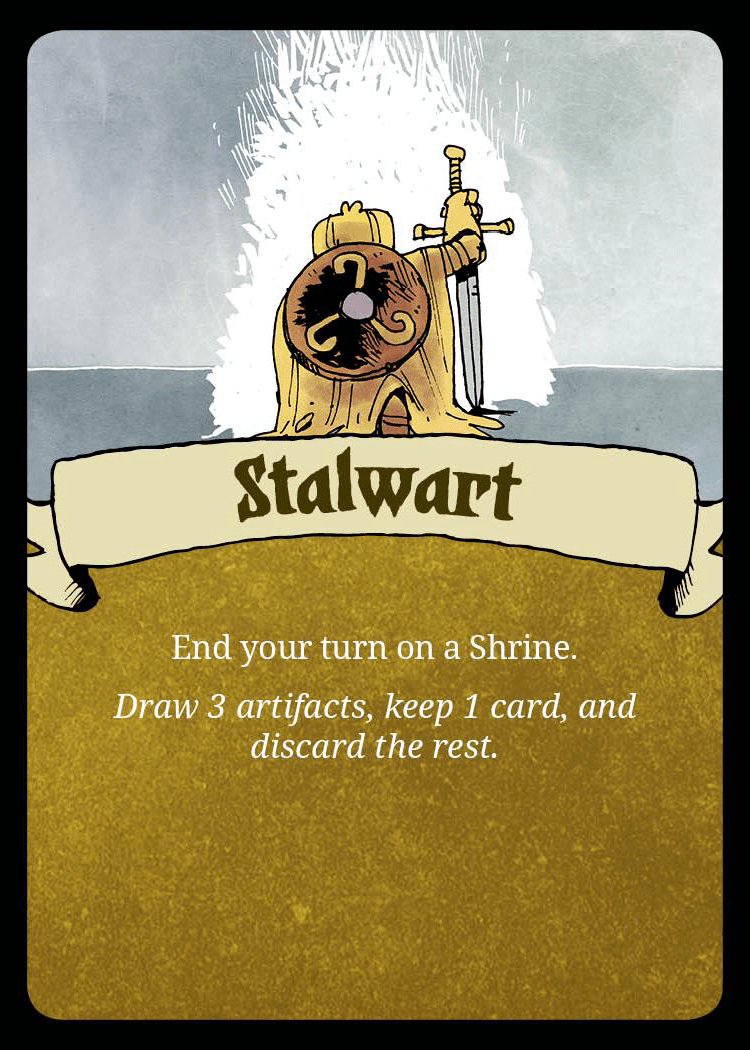 Stalwart
End your turn on a Shrine.
Draw 3 artifacts, keep 1 card, and
discard the rest.